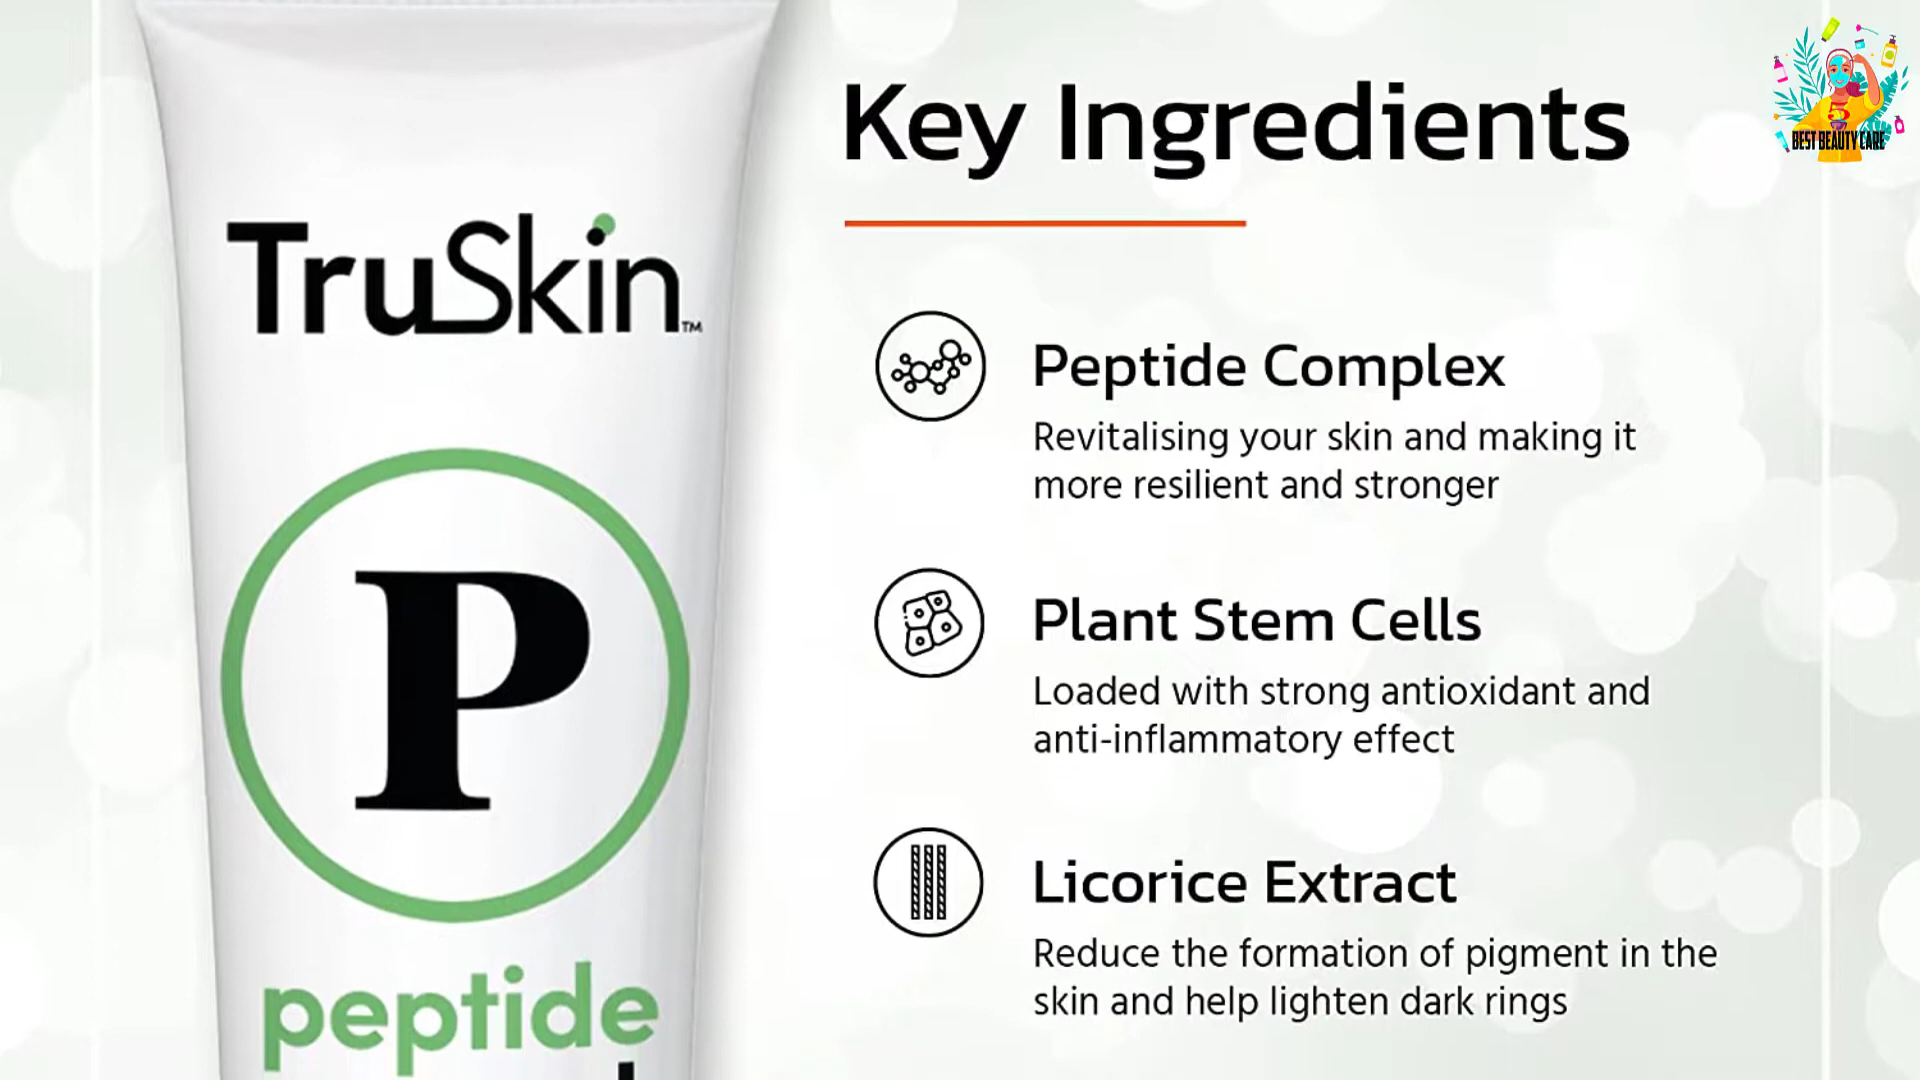 TruSkin™
P
peptide
Key Ingredients
Peptide Complex
Revitalising your skin and making it
more resilient and stronger
Plant Stem Cells
Loaded with strong antioxidant and
anti-inflammatory effect
Licorice Extract
Reduce the formation of pigment in the
skin and help lighten dark rings
BEST BEAUTY CARE